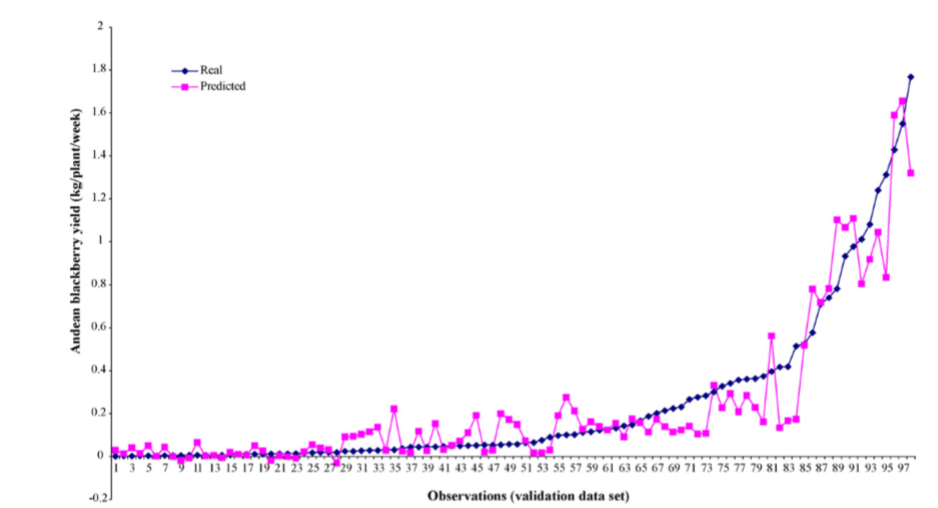 2
1.8
Real
Predicted
1.6
1.4
1.2
1
0.8
0.6
0.4
0.2
0
-0.2
Andean blackberry yield (kg/plant/week)
1 3 5 7 9 11 13 15 17 19 21 23 25 27 29 31 33 35 37 39 41 43 45 47 49 51 53 55 57 59 61 63 65 67 69 71 73 75 77 79 81 83 85 87 89 91 93 95 97
Observations (validation data set)